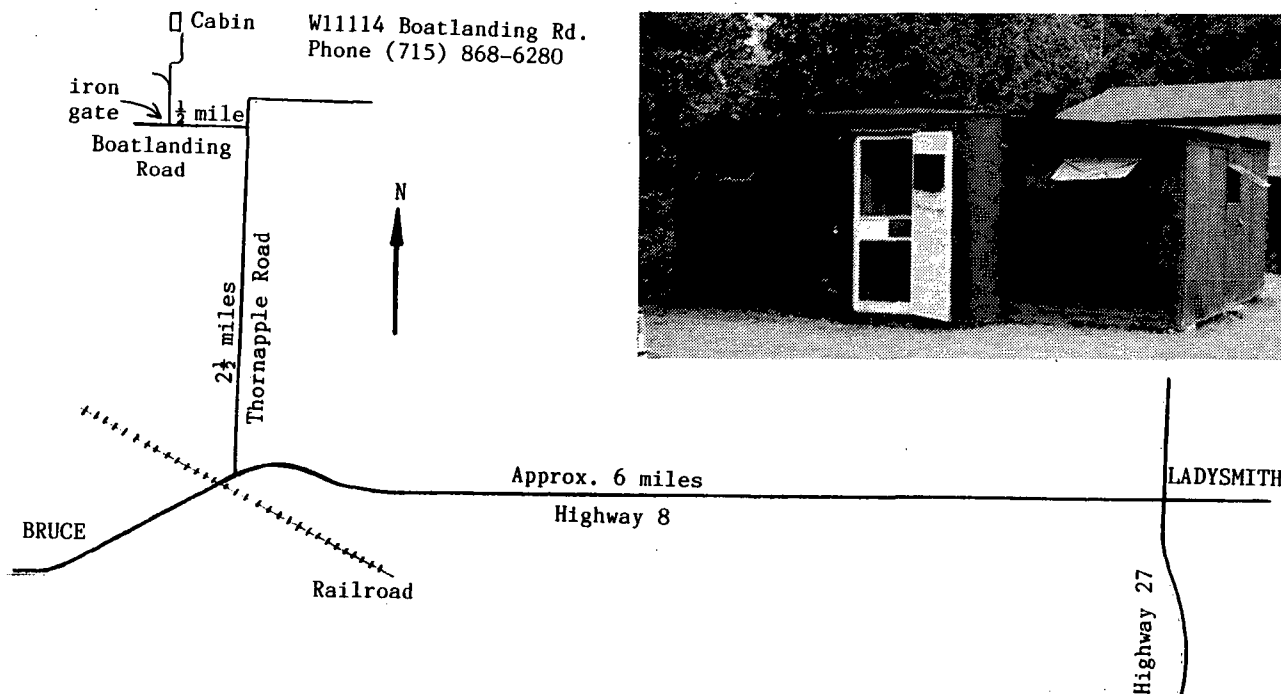 Cabin
W11114 Boatlanding Rd.
Phone (715) 868-6280
iron
gate
½ mile
Boatlanding
Road
N
2½ miles
Thornapple Road
Approx. 6 miles
Highway 8
LADYSMITH
BRUCE
Railroad
Highway 27